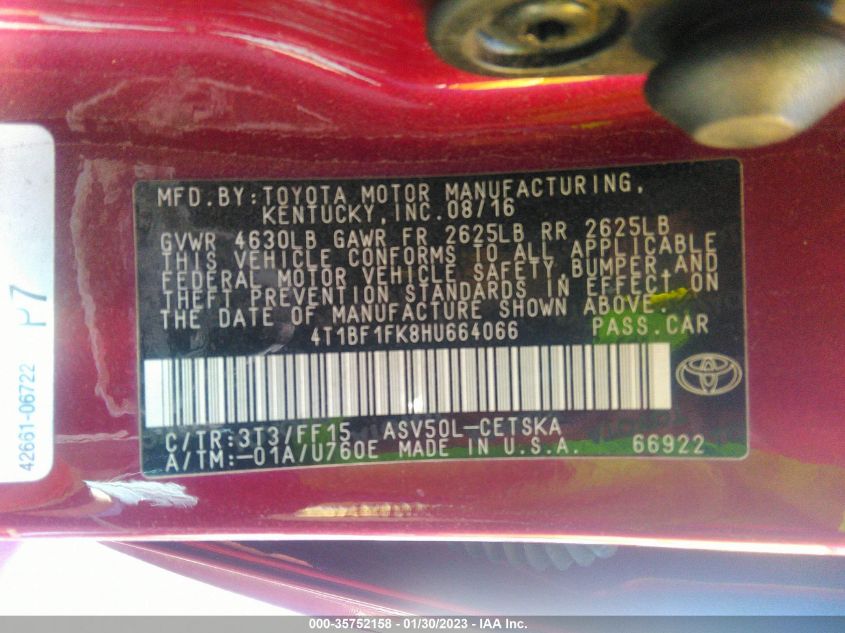 MFD.BY:TOYOTA MOTOR MANUFACTURING,
KENTUCKY,INC.08/16
GVWR 4630LB GAWR FR 2625LB RR 2625LB
THIS VEHICLE CONFORMS TO ALL APPLICABLE
FEDERAL MOTOR VEHICLE SAFETY,BUMPER,AND
THEFT PREVENTION STANDARDS IN EFFECT ON
THE DATE OF MANUFACTURE SHOWN ABOVE.
4T1BF1FK8HU664066 PASS.CAR
C/TR:3T3/FF15 ASV50L-CETSKA
A/TM:-01A/U760E MADE IN U.S.A. 66922
42661-06722 P7
000-35752158 - 01/30/2023 - IAA Inc.